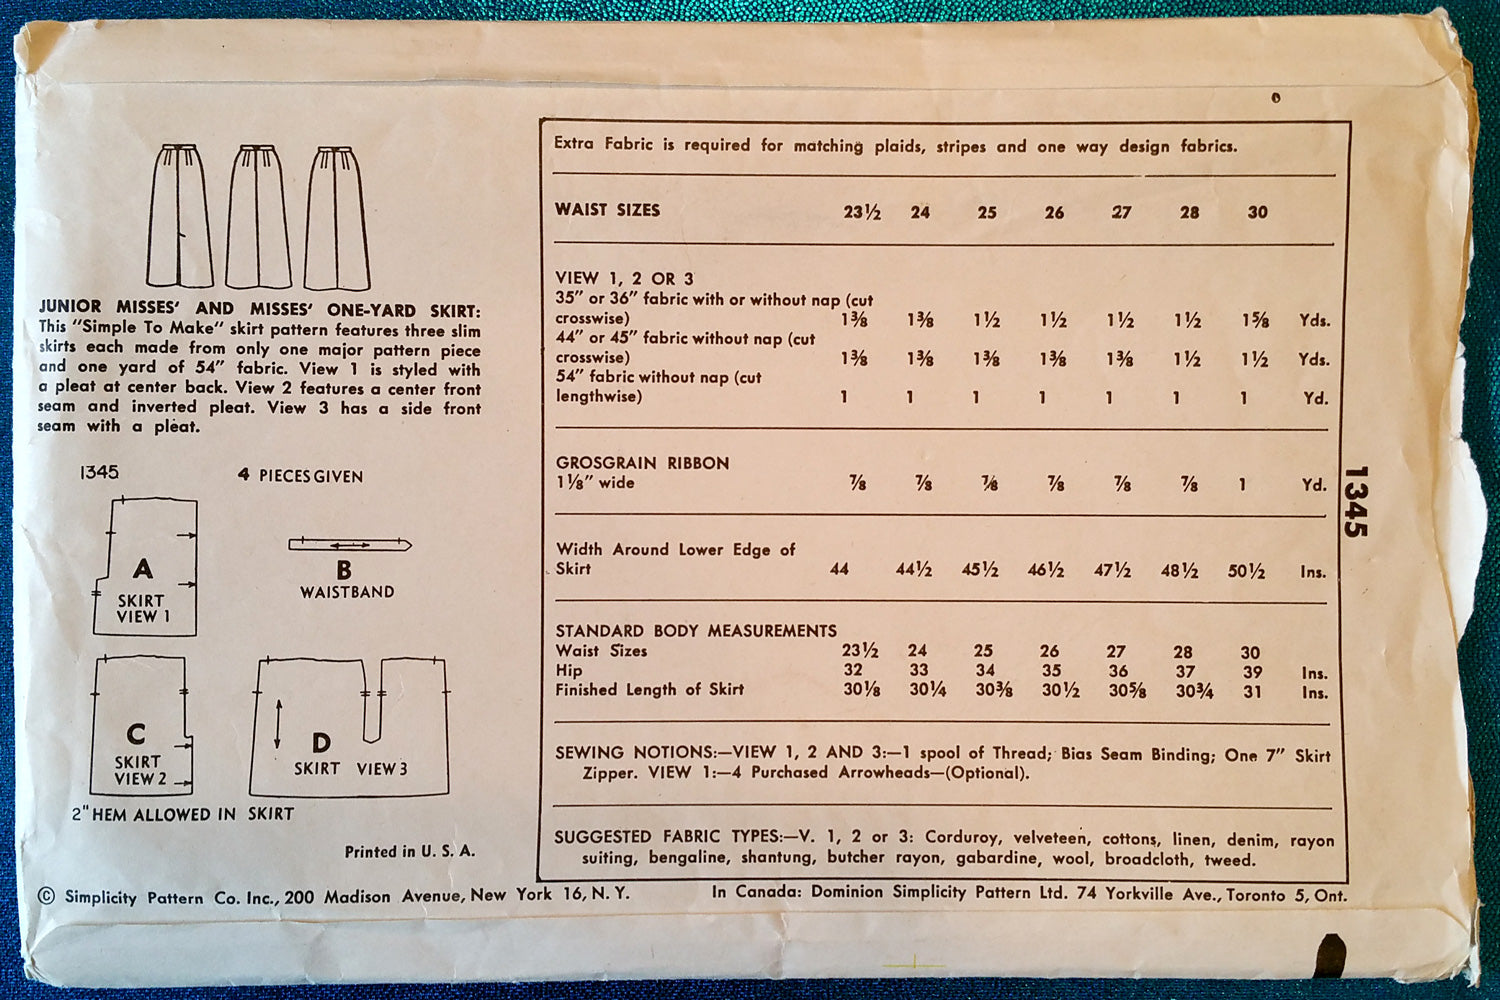 JUNIOR MISSES' AND MISSES' ONE-YARD SKIRT:
This "Simple To Make" skirt pattern features three slim
skirts each made from only one major pattern piece
and one yard of 54" fabric. View 1 is styled with
a pleat at center back. View 2 features a center front
seam and inverted pleat. View 3 has a side front
seam with a pleat.
1345 4 PIECES GIVEN
A
SKIRT
VIEW 1
B
WAISTBAND
C
SKIRT
VIEW 2
D
SKIRT VIEW 3
2" HEM ALLOWED IN SKIRT
Printed in U. S. A.
Extra Fabric is required for matching plaids, stripes and one way design fabrics.
WAIST SIZES 23½ 24 25 26 27 28 30
VIEW 1, 2 OR 3
35" or 36" fabric with or without nap (cut
crosswise) 1⅜ 1⅜ 1½ 1½ 1½ 1½ 1⅝ Yds.
44" or 45" fabric without nap (cut
crosswise) 1⅜ 1⅜ 1⅜ 1⅜ 1⅜ 1½ 1½ Yds.
54" fabric without nap (cut
lengthwise) 1 1 1 1 1 1 1 Yd.
GROSGRAIN RIBBON
1⅛" wide ⅞ ⅞ ⅞ ⅞ ⅞ ⅞ 1 Yd.
Width Around Lower Edge of
Skirt 44 44½ 45½ 46½ 47½ 48½ 50½ Ins.
STANDARD BODY MEASUREMENTS
Waist Sizes 23½ 24 25 26 27 28 30
Hip 32 33 34 35 36 37 39 Ins.
Finished Length of Skirt 30⅛ 30¼ 30⅜ 30½ 30⅝ 30¾ 31 Ins.
SEWING NOTIONS:—VIEW 1, 2 AND 3:—1 spool of Thread; Bias Seam Binding; One 7" Skirt
Zipper. VIEW 1:—4 Purchased Arrowheads—(Optional).
SUGGESTED FABRIC TYPES:—V. 1, 2 or 3: Corduroy, velveteen, cottons, linen, denim, rayon
suiting, bengaline, shantung, butcher rayon, gabardine, wool, broadcloth, tweed.
1345
© Simplicity Pattern Co. Inc., 200 Madison Avenue, New York 16, N. Y. In Canada: Dominion Simplicity Pattern Ltd. 74 Yorkville Ave., Toronto 5, Ont.